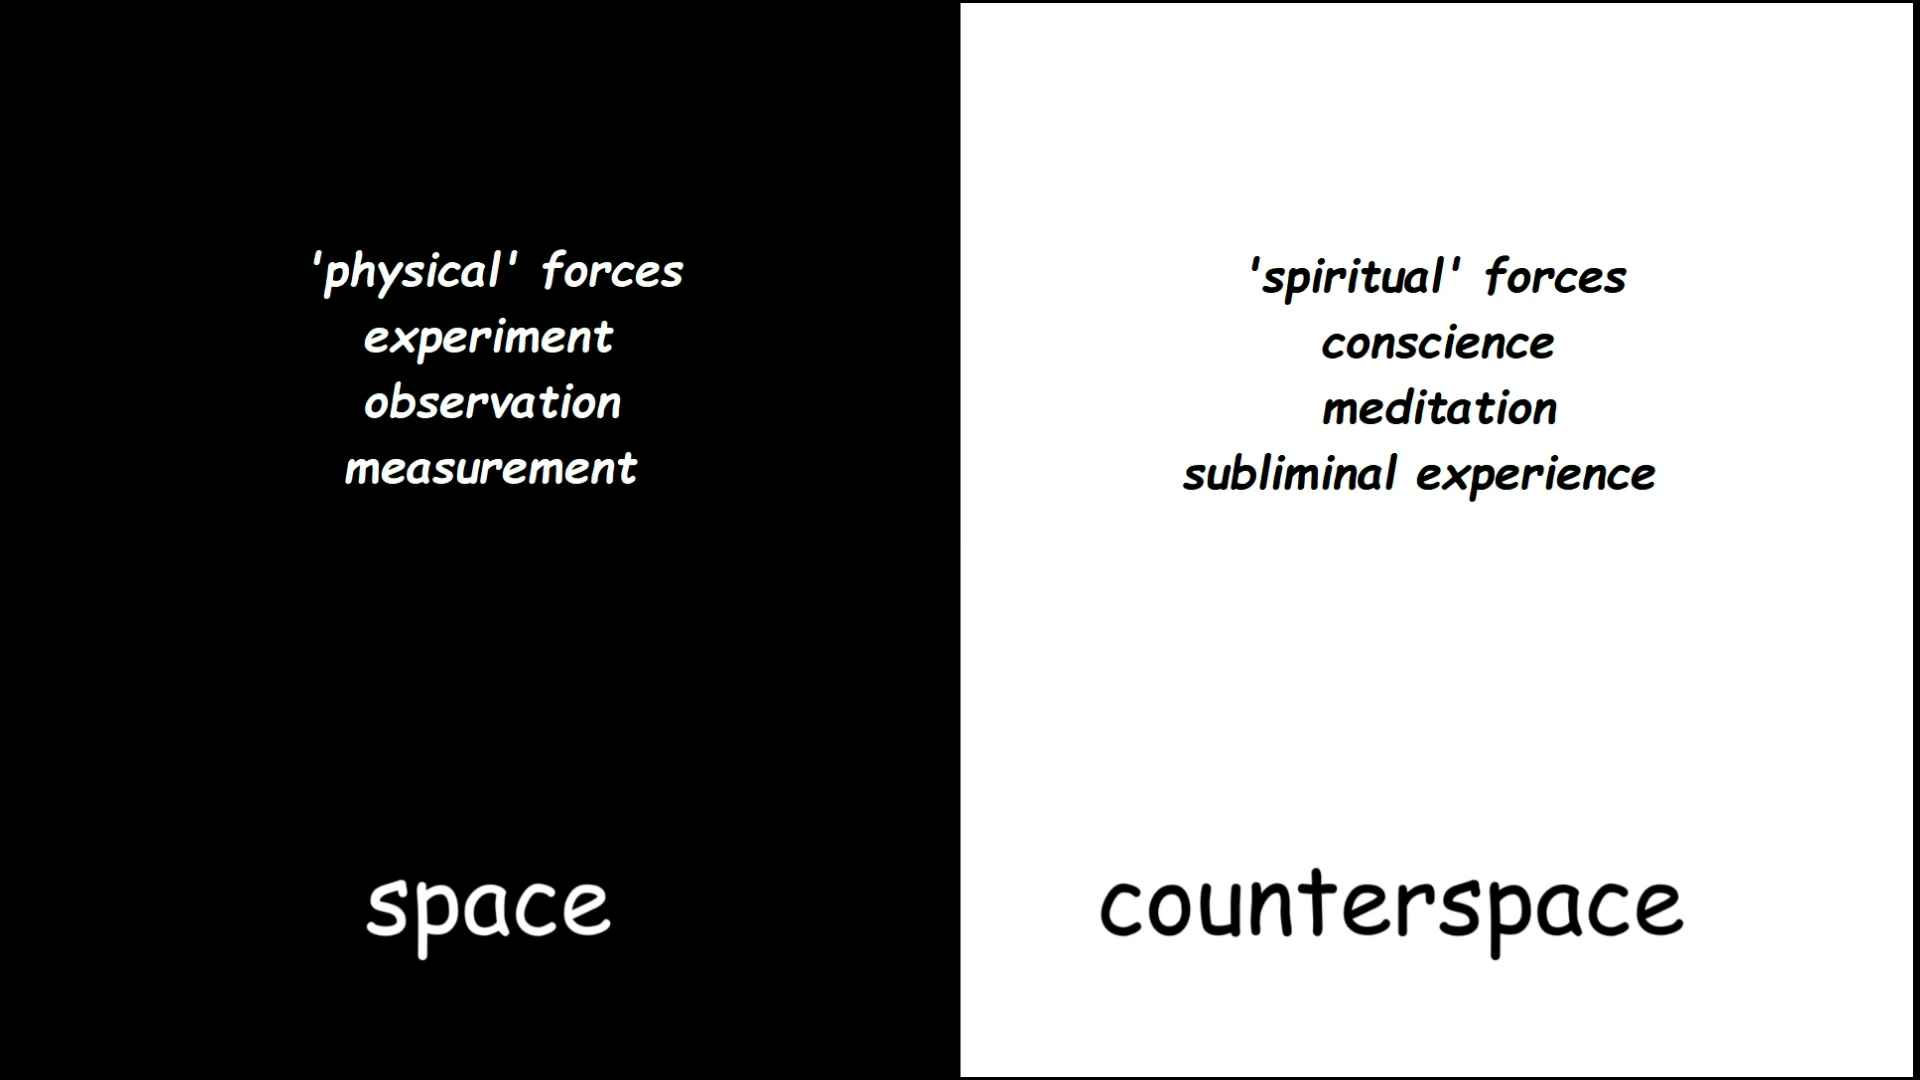 'physical' forces
experiment
observation
measurement
space
'spiritual' forces
conscience
meditation
subliminal experience
counterspace